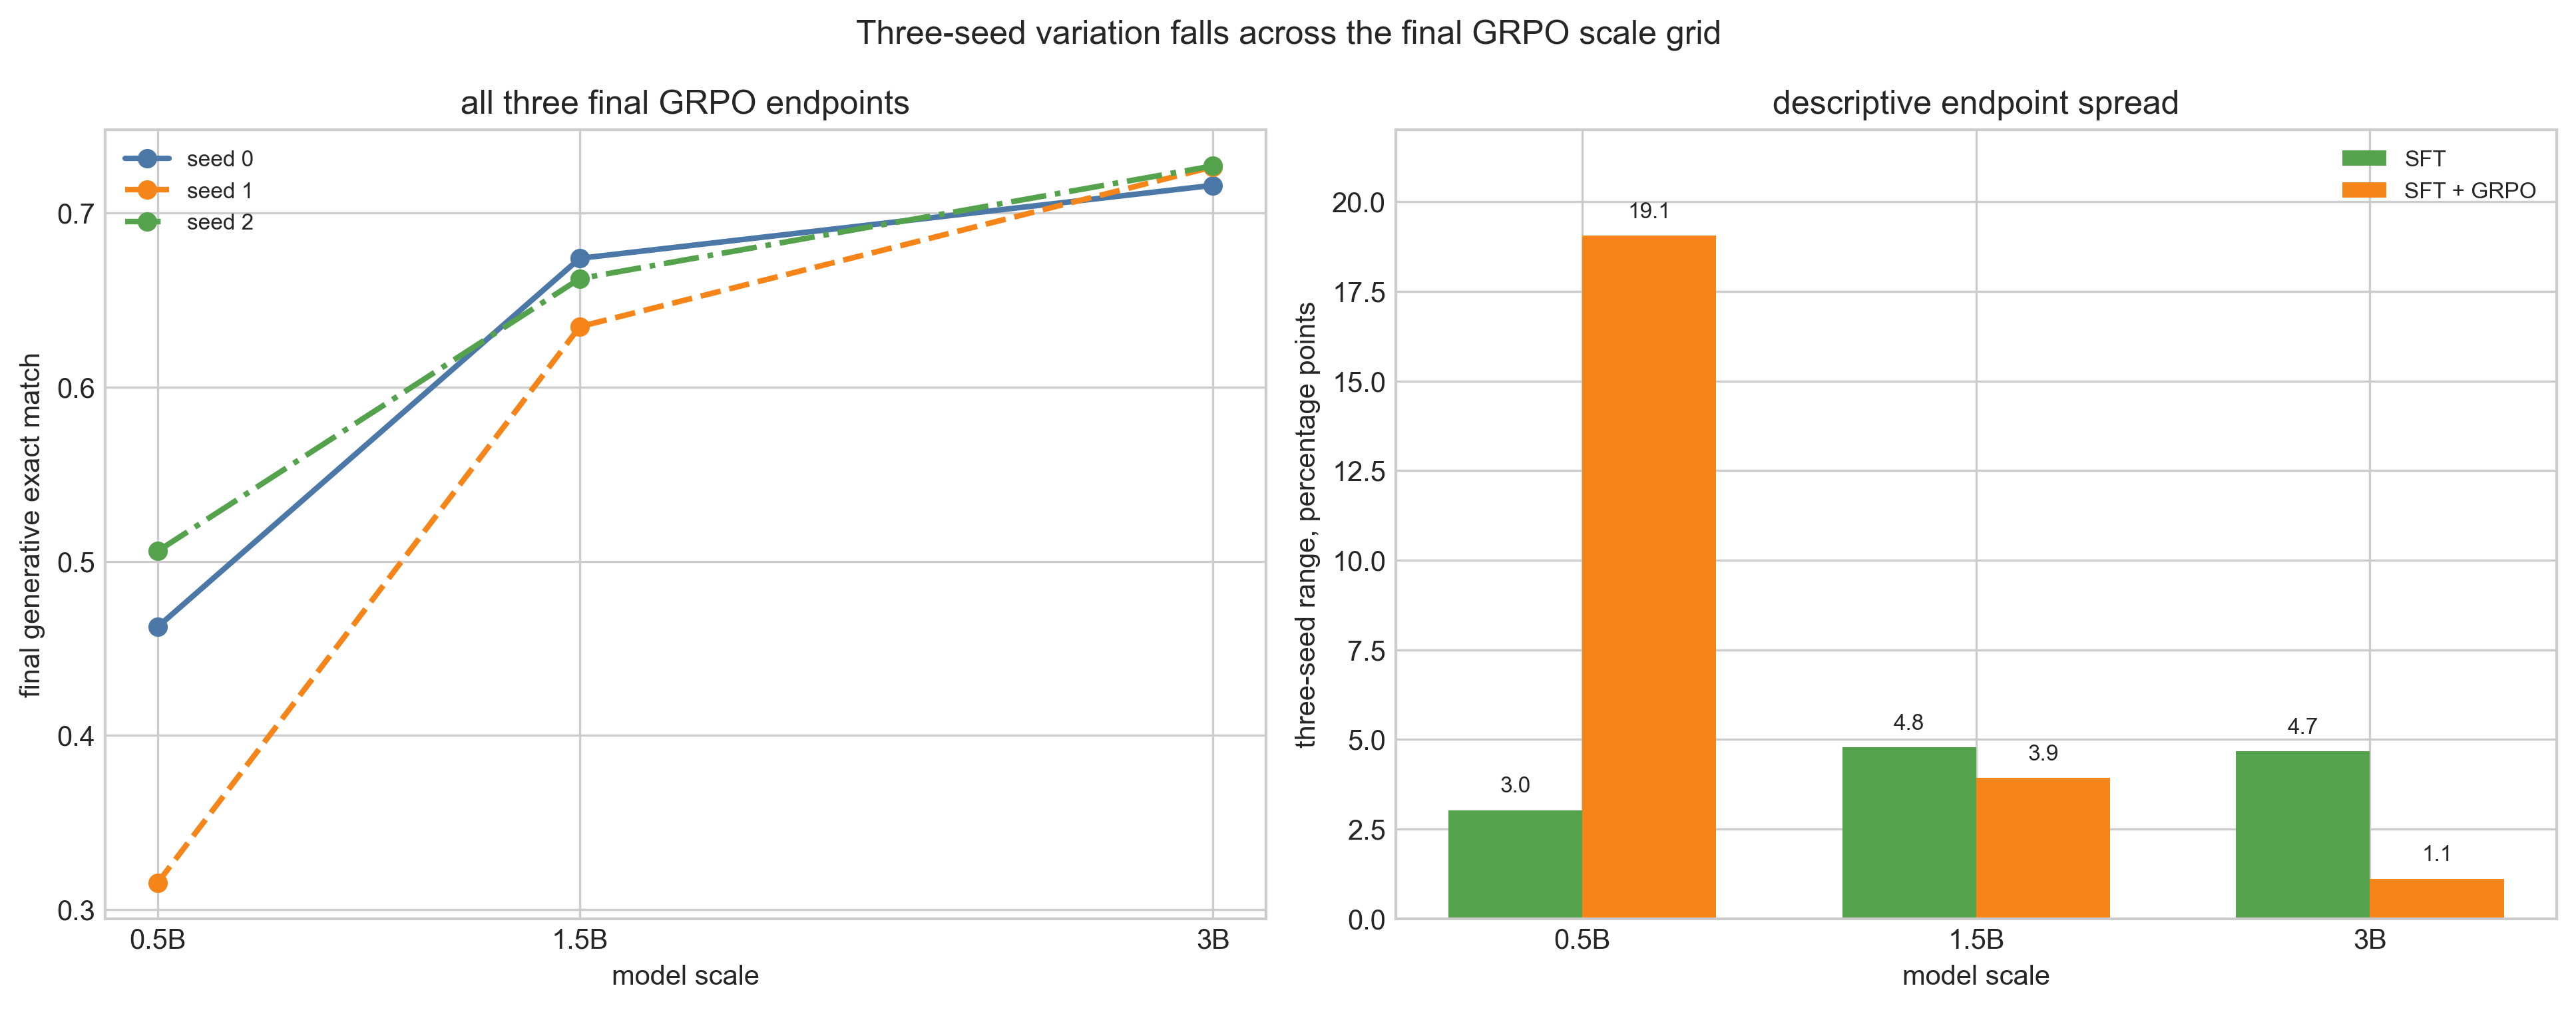 Three-seed variation falls across the final GRPO scale grid
all three final GRPO endpoints
seed 0
seed 1
seed 2
final generative exact match
0.7
0.6
0.5
0.4
0.3
0.5B
1.5B
3B
model scale
descriptive endpoint spread
SFT
SFT + GRPO
three-seed range, percentage points
20.0
17.5
15.0
12.5
10.0
7.5
5.0
2.5
0.0
3.0
19.1
4.8
3.9
4.7
1.1
0.5B
1.5B
3B
model scale